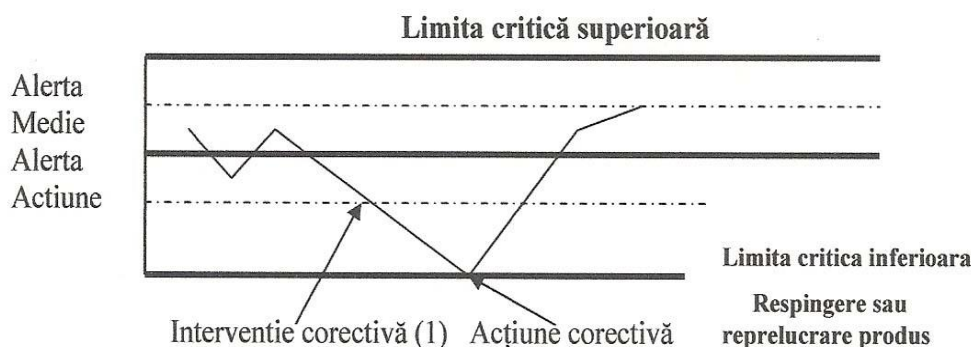 Limita critică superioară
Alerta
Medie
Alerta
Actiune
Limita critica inferioara
Respingere sau
reprelucrare produs
Interventie corectivă (1)
Acțiune corectivă